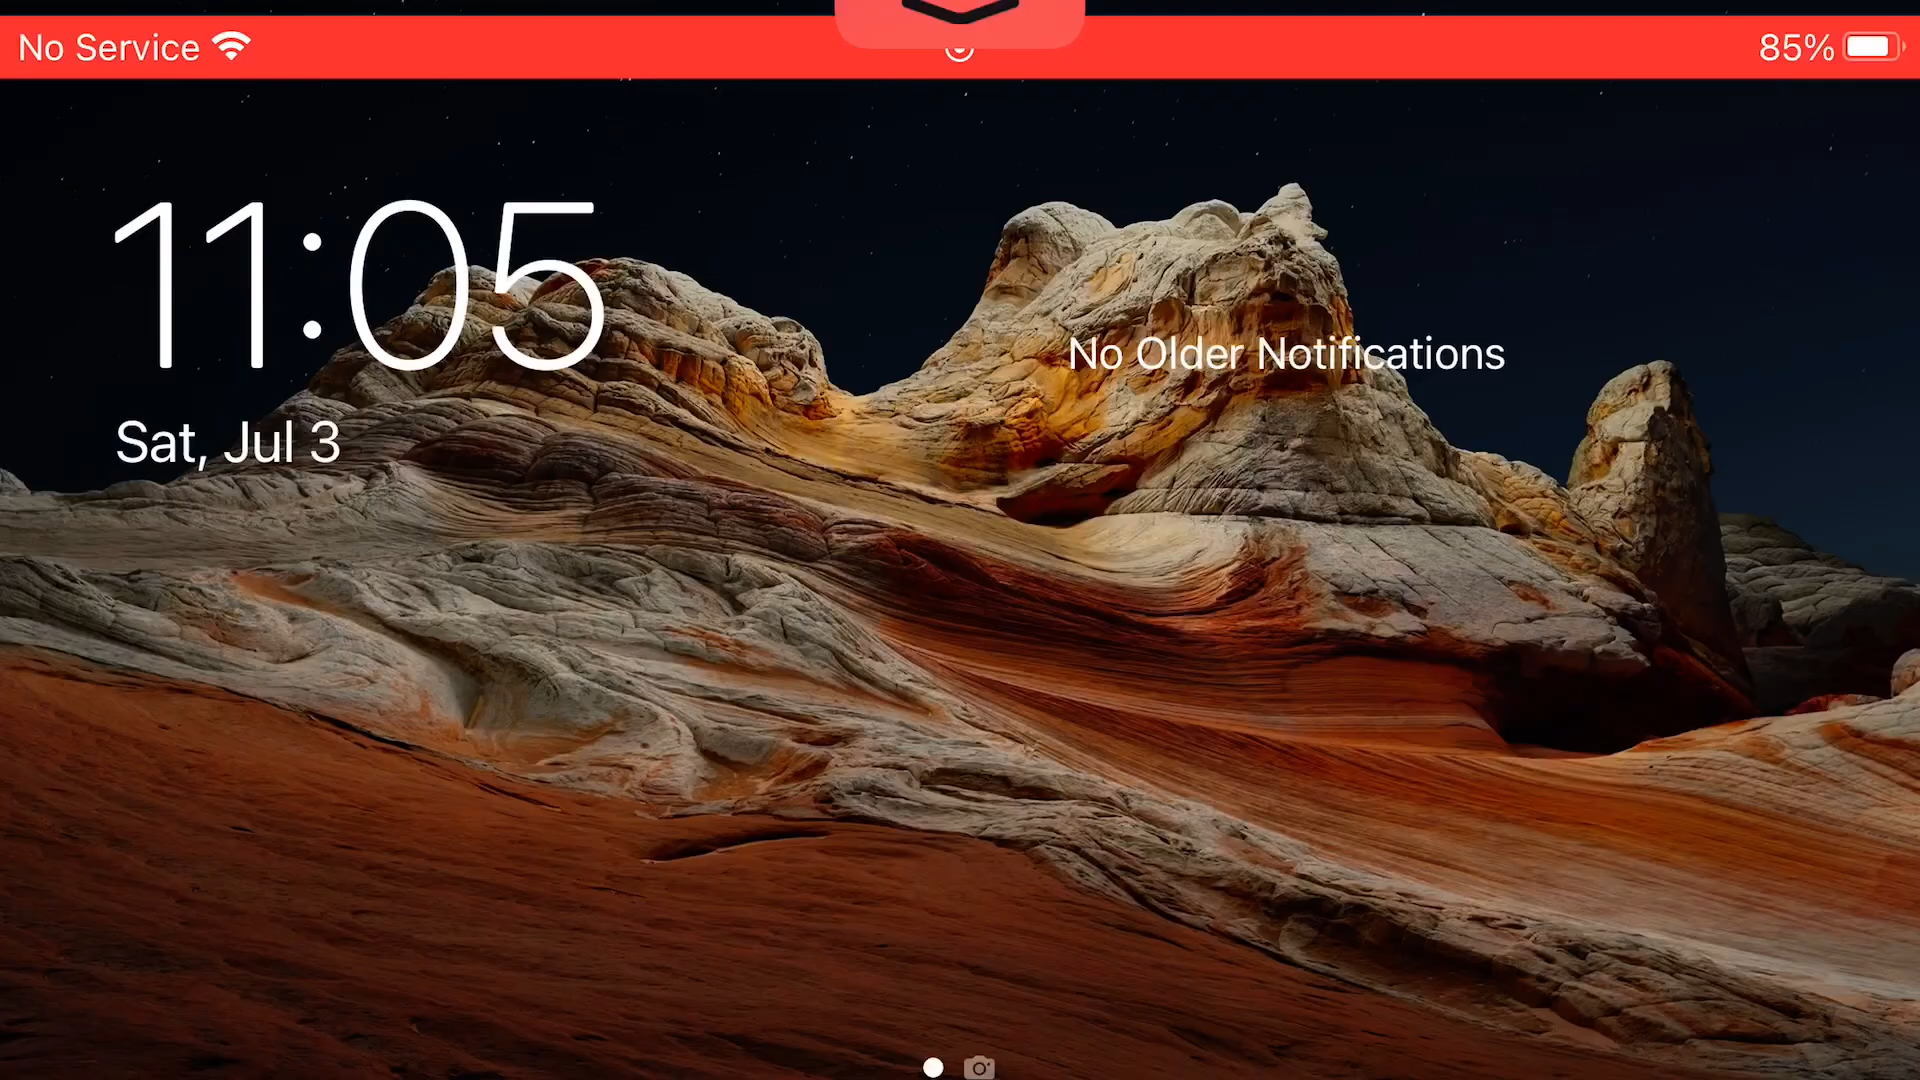 No Service
85%
11:05
No Older Notifications
Sat, Jul 3